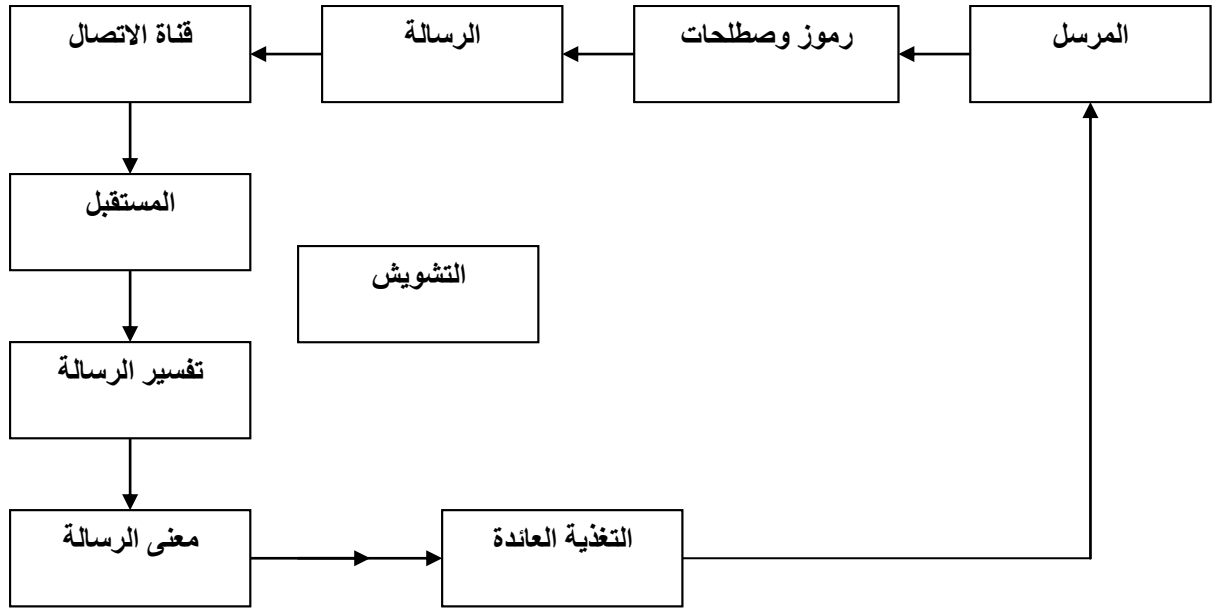 المرسل
رموز وصطلحات
الرسالة
قناة الاتصال
المستقبل
التشويش
تفسير الرسالة
معنى الرسالة
التغذية العائدة